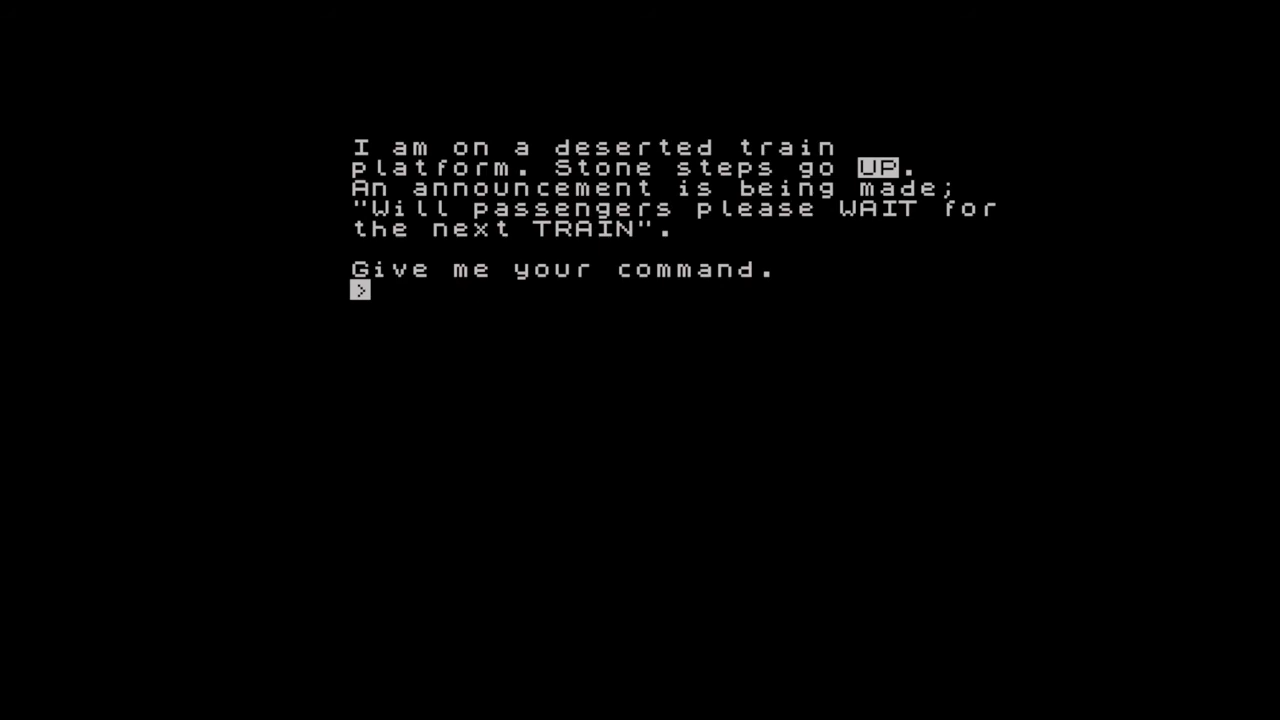 I am on a deserted train
platform. Stone steps go UP.
An announcement is being made;
"Will passengers please WAIT for
the next TRAIN".
Give me your command.
>